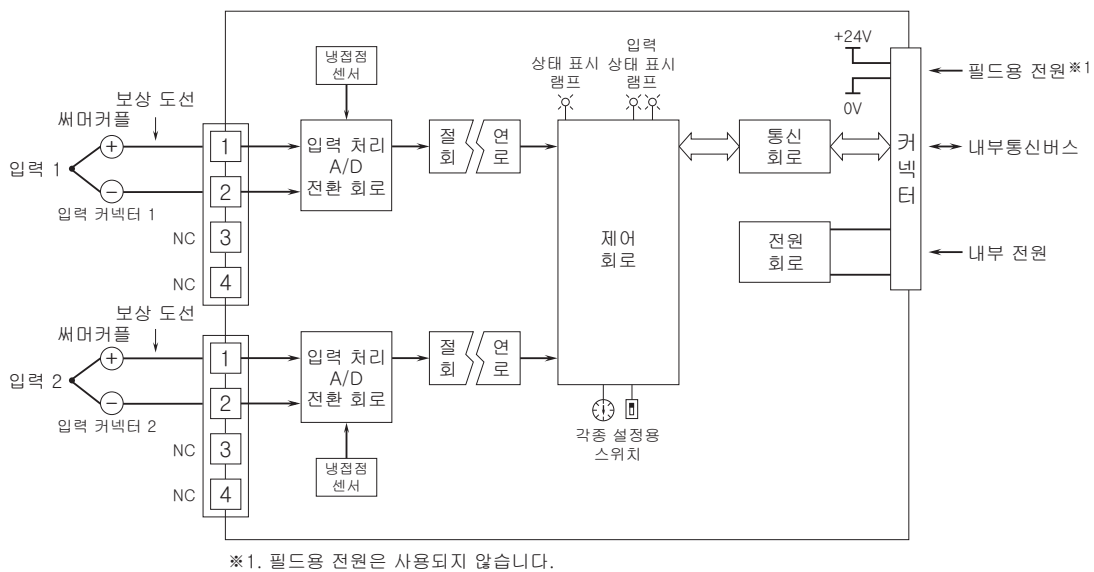 냉접점
센서
상태 표시
램프
입력
상태 표시
램프
+24V
0V
필드용 전원※1
보상 도선
써머커플
입력 1
+
−
입력 커넥터 1
1
2
NC 3
NC 4
입력 처리
A/D
전환 회로
절 연
회 로
제어
회로
통신
회로
커
넥
터
내부통신버스
전원
회로
내부 전원
보상 도선
써머커플
입력 2
+
−
입력 커넥터 2
1
2
NC 3
NC 4
입력 처리
A/D
전환 회로
절 연
회 로
냉접점
센서
각종 설정용
스위치
※1. 필드용 전원은 사용되지 않습니다.